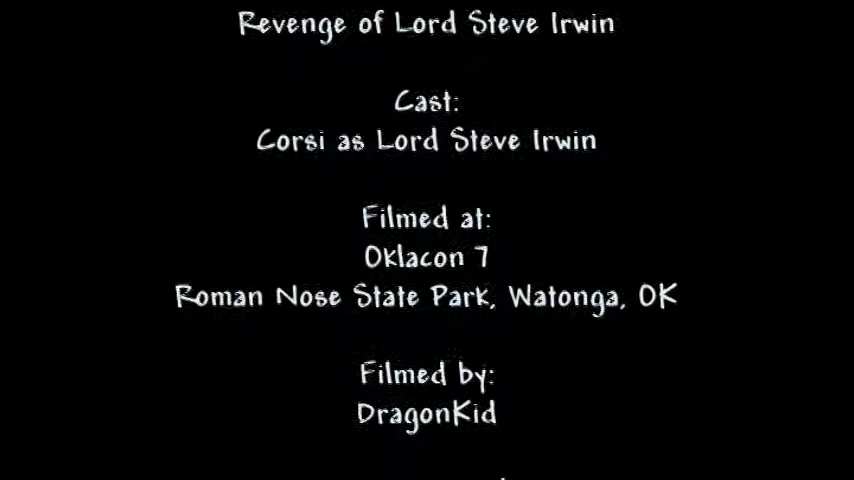 Revenge of Lord Steve Irwin
Cast:
Corsi as Lord Steve Irwin
Filmed at:
Oklacon 7
Roman Nose State Park, Watonga, OK
Filmed by:
DragonKid